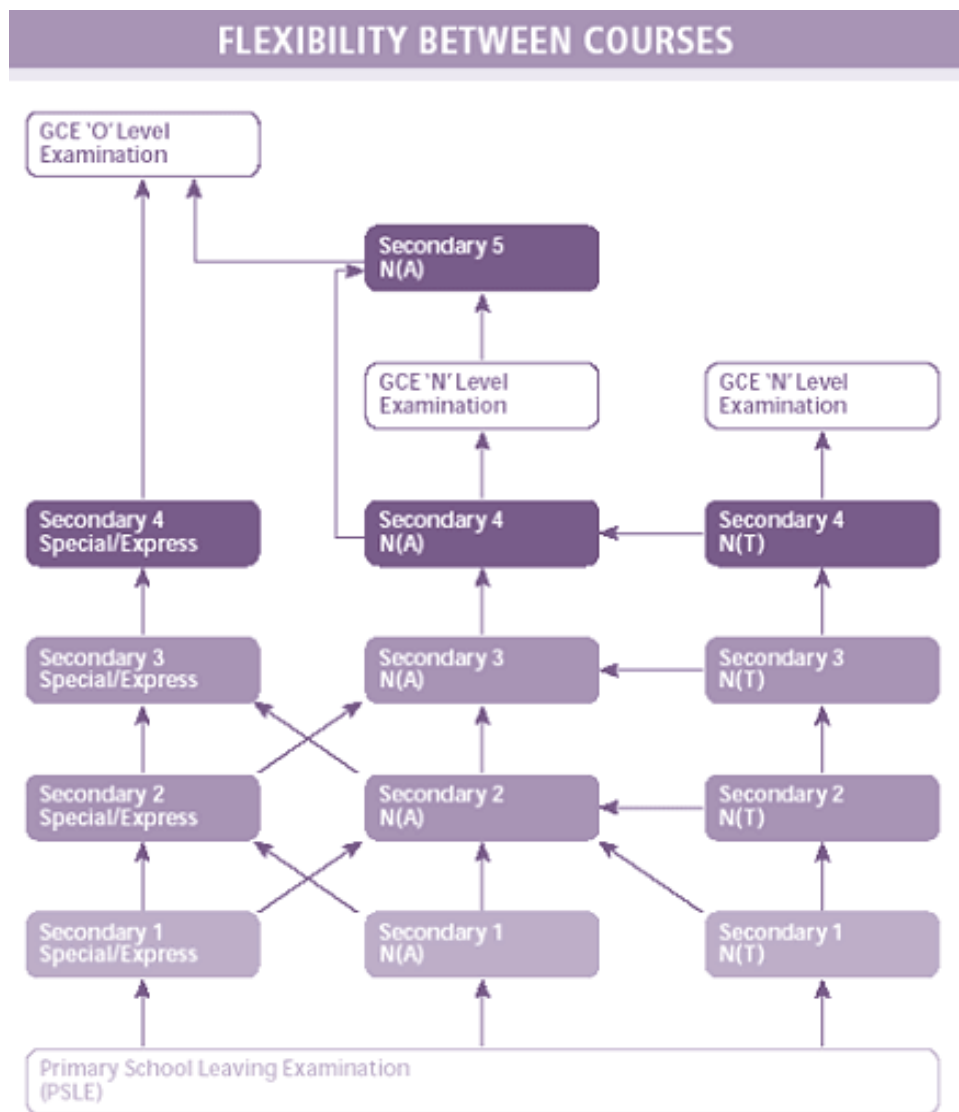 FLEXIBILITY BETWEEN COURSES
GCE ‘O’ Level
Examination
Secondary 5
N(A)
GCE ‘N’ Level
Examination
GCE ‘N’ Level
Examination
Secondary 4
Special/Express
Secondary 4
N(A)
Secondary 4
N(T)
Secondary 3
Special/Express
Secondary 3
N(A)
Secondary 3
N(T)
Secondary 2
Special/Express
Secondary 2
N(A)
Secondary 2
N(T)
Secondary 1
Special/Express
Secondary 1
N(A)
Secondary 1
N(T)
Primary School Leaving Examination
(PSLE)